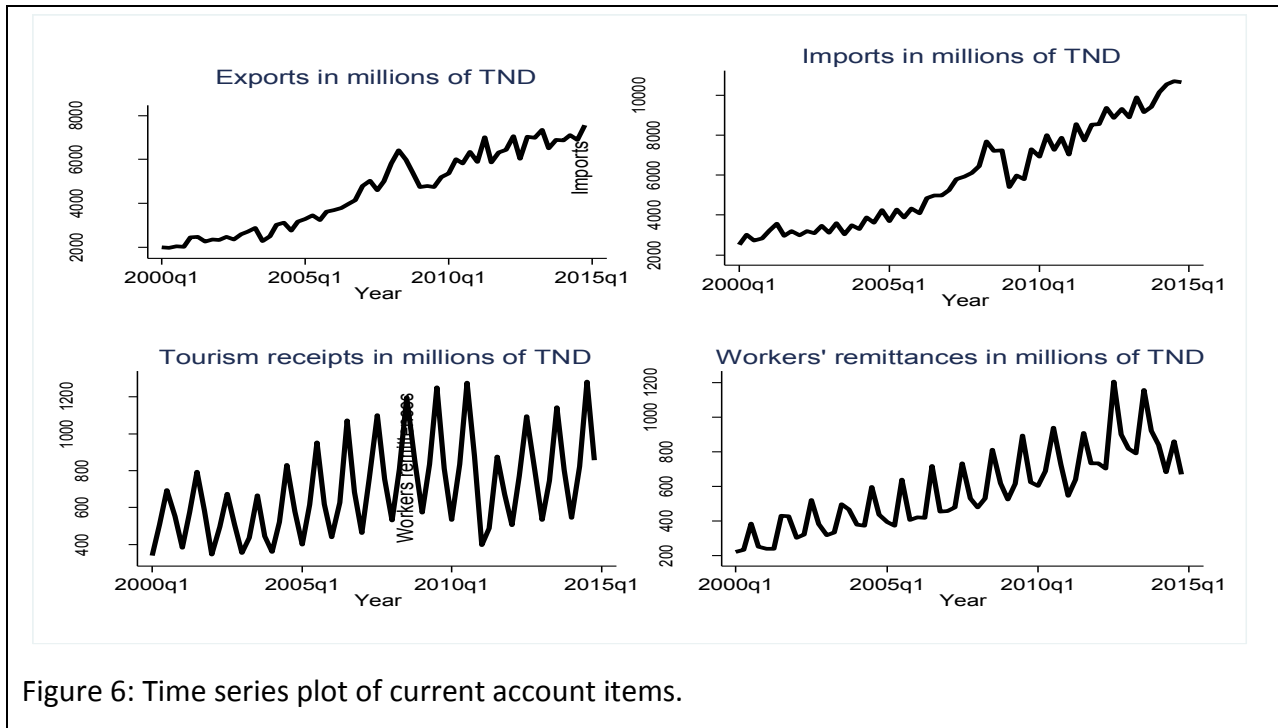 Exports in millions of TND
2000 4000 6000 8000
2000q1 2005q1 2010q1 2015q1
Year
Imports in millions of TND
Imports
2000 4000 6000 8000 10000
2000q1 2005q1 2010q1 2015q1
Year
Tourism receipts in millions of TND
400 600 800 1000 1200
2000q1 2005q1 2010q1 2015q1
Year
Workers' remittances in millions of TND
Workers remittences
200 400 600 800 1000 1200
2000q1 2005q1 2010q1 2015q1
Year
Figure 6: Time series plot of current account items.